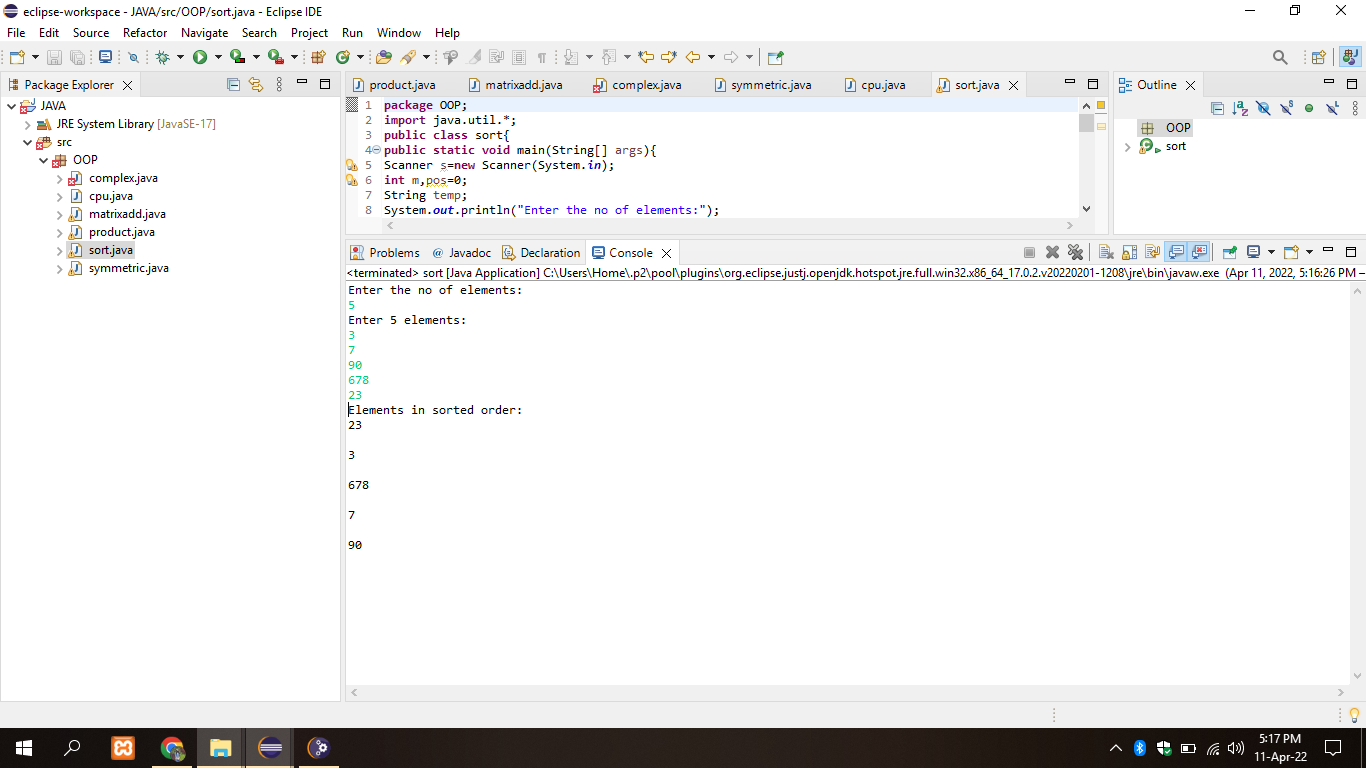 eclipse-workspace - JAVA/src/OOP/sort.java - Eclipse IDE
File Edit Source Refactor Navigate Search Project Run Window Help
Package Explorer
JAVA
JRE System Library [JavaSE-17]
src
OOP
complex.java
cpu.java
matrixadd.java
product.java
sort.java
symmetric.java
product.java matrixadd.java complex.java symmetric.java cpu.java sort.java
1 package OOP;
2 import java.util.*;
3 public class sort{
4 public static void main(String[] args){
5 Scanner s=new Scanner(System.in);
6 int m,pos=0;
7 String temp;
8 System.out.println("Enter the no of elements:");
Outline
OOP
sort
Problems @ Javadoc Declaration Console
<terminated> sort [Java Application] C:\Users\Home\.p2\pool\plugins\org.eclipse.justj.openjdk.hotspot.jre.full.win32.x86_64_17.0.2.v20220201-1208\jre\bin\javaw.exe (Apr 11, 2022, 5:16:26 PM –
Enter the no of elements:
5
Enter 5 elements:
3
7
90
678
23
Elements in sorted order:
23
3
678
7
90
5:17 PM
11-Apr-22